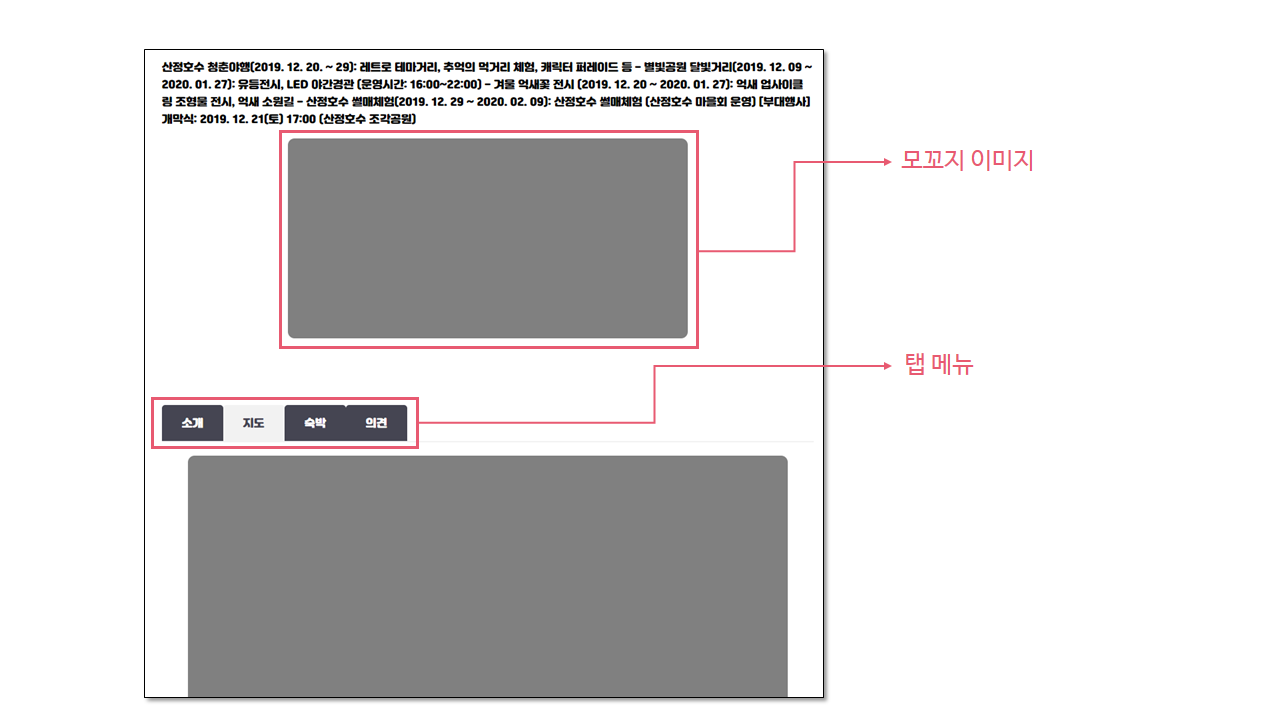 산정호수 청춘야행(2019. 12. 20. ~ 29): 레트로 테마거리, 추억의 먹거리 체험, 캐릭터 퍼레이드 등 - 별빛공원 달빛거리(2019. 12. 09 ~
2020. 01. 27): 유등전시, LED 야간경관 (운영시간: 16:00~22:00) - 겨울 억새꽃 전시 (2019. 12. 20 ~ 2020. 01. 27): 억새 업사이클
링 조형물 전시, 억새 소원길 - 산정호수 썰매체험(2019. 12. 29 ~ 2020. 02. 09): 산정호수 썰매체험 (산정호수 마을회 운영) [부대행사]
개막식: 2019. 12. 21(토) 17:00 (산정호수 조각공원)
모꼬지 이미지
탭 메뉴
소개 지도 숙박 의견